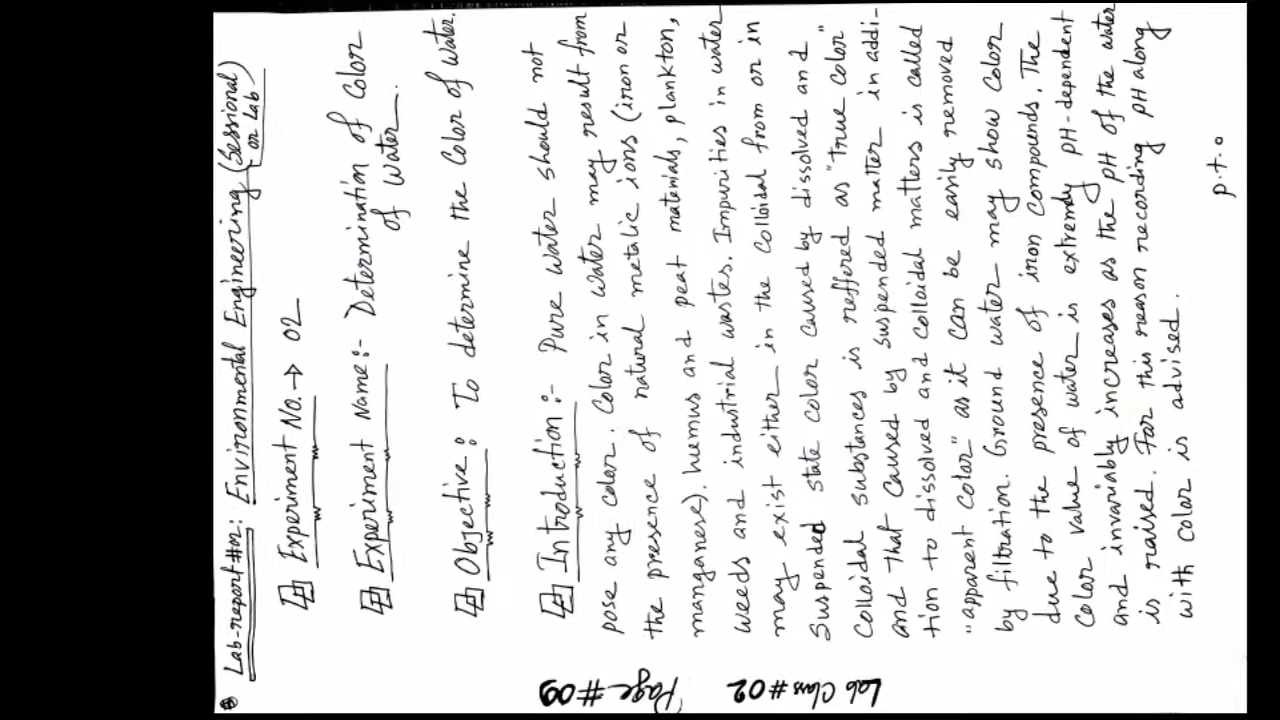 Lab-report#02: Environmental Engineering (Sessional or Lab.)
Experiment No. → 02
Experiment Name:- Determination of Color
of Water.
Objective: To determine the Color of Water.
Introduction:- Pure Water should not
pose any color. Color in Water may result from
the presence of natural metalic ions (iron or
manganese). humus and peat materials, plankton,
weeds and industrial wastes. Impurities in water
may exist either in the Colloidal from or in
Suspended state color caused by dissolved and
Colloidal substances is reffered as "true color"
and that caused by suspended matter in addi-
tion to dissolved and colloidal matters is called
"apparent color" as it can be easily removed
by filtration. Ground water may show color
due to the presence of iron compounds. The
Color Value of water is extremly pH-dependent
and invariably increases as the pH of the water
is raised. For this reason recording pH along
with color is advised.
p.t.o
Lab Class # 02
Page # 09